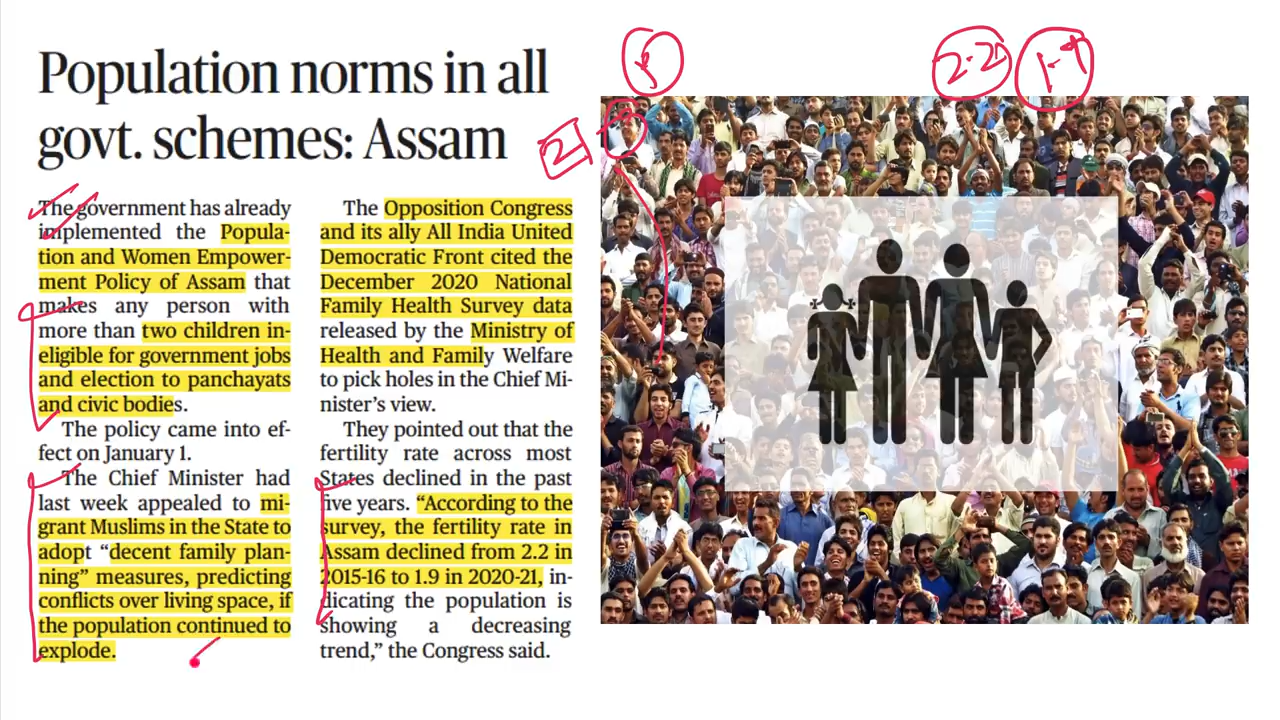 Population norms in all
govt. schemes: Assam
The government has already
implemented the Popula-
tion and Women Empower-
ment Policy of Assam that
makes any person with
more than two children in-
eligible for government jobs
and election to panchayats
and civic bodies.
The policy came into ef-
fect on January 1.
The Chief Minister had
last week appealed to mi-
grant Muslims in the State to
adopt “decent family plan-
ning” measures, predicting
conflicts over living space, if
the population continued to
explode.
The Opposition Congress
and its ally All India United
Democratic Front cited the
December 2020 National
Family Health Survey data
released by the Ministry of
Health and Family Welfare
to pick holes in the Chief Mi-
nister’s view.
They pointed out that the
fertility rate across most
States declined in the past
five years. “According to the
survey, the fertility rate in
Assam declined from 2.2 in
2015-16 to 1.9 in 2020-21, in-
dicating the population is
showing a decreasing
trend,” the Congress said.
21